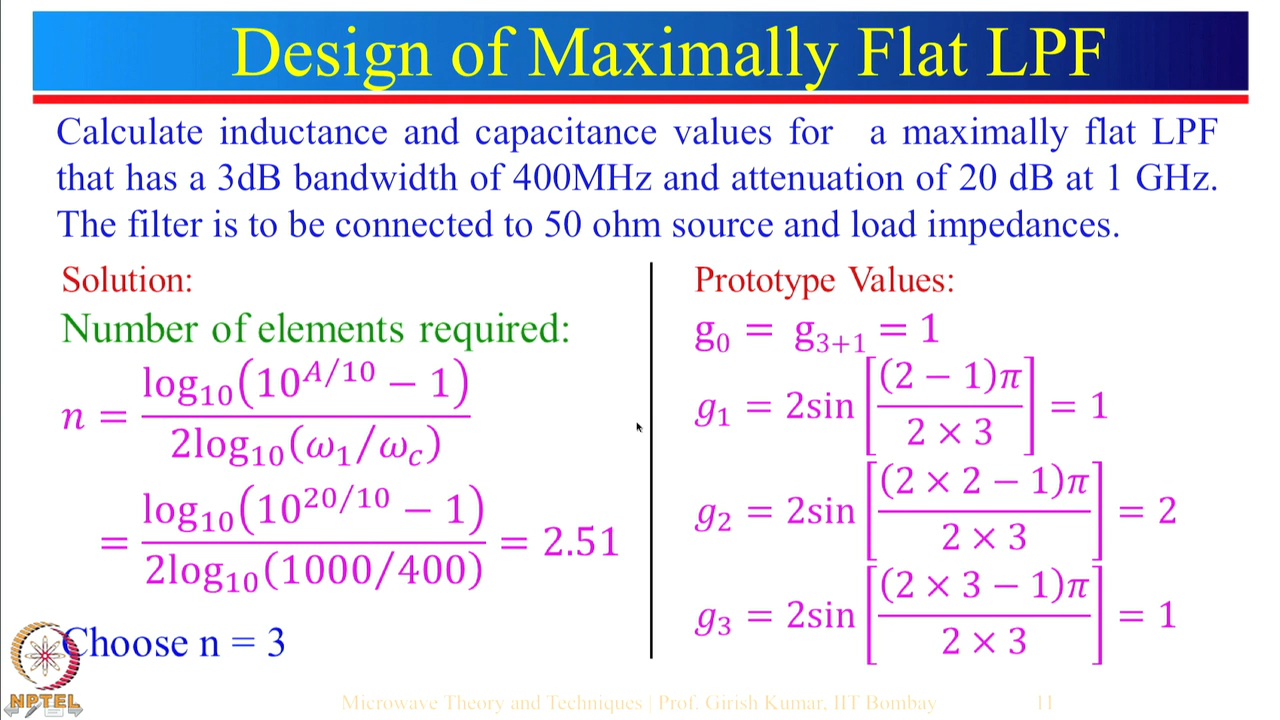 Design of Maximally Flat LPF
Calculate inductance and capacitance values for a maximally flat LPF
that has a 3dB bandwidth of 400MHz and attenuation of 20 dB at 1 GHz.
The filter is to be connected to 50 ohm source and load impedances.
Solution:
Number of elements required:
n = log₁₀(10^{A/10} − 1) / 2log₁₀(ω₁/ω_c)
= log₁₀(10^{20/10} − 1) / 2log₁₀(1000/400) = 2.51
Choose n = 3
Prototype Values:
g₀ = g₃₊₁ = 1
g₁ = 2sin[(2 − 1)π / 2 × 3] = 1
g₂ = 2sin[(2 × 2 − 1)π / 2 × 3] = 2
g₃ = 2sin[(2 × 3 − 1)π / 2 × 3] = 1
NPTEL
Microwave Theory and Techniques | Prof. Girish Kumar, IIT Bombay
11